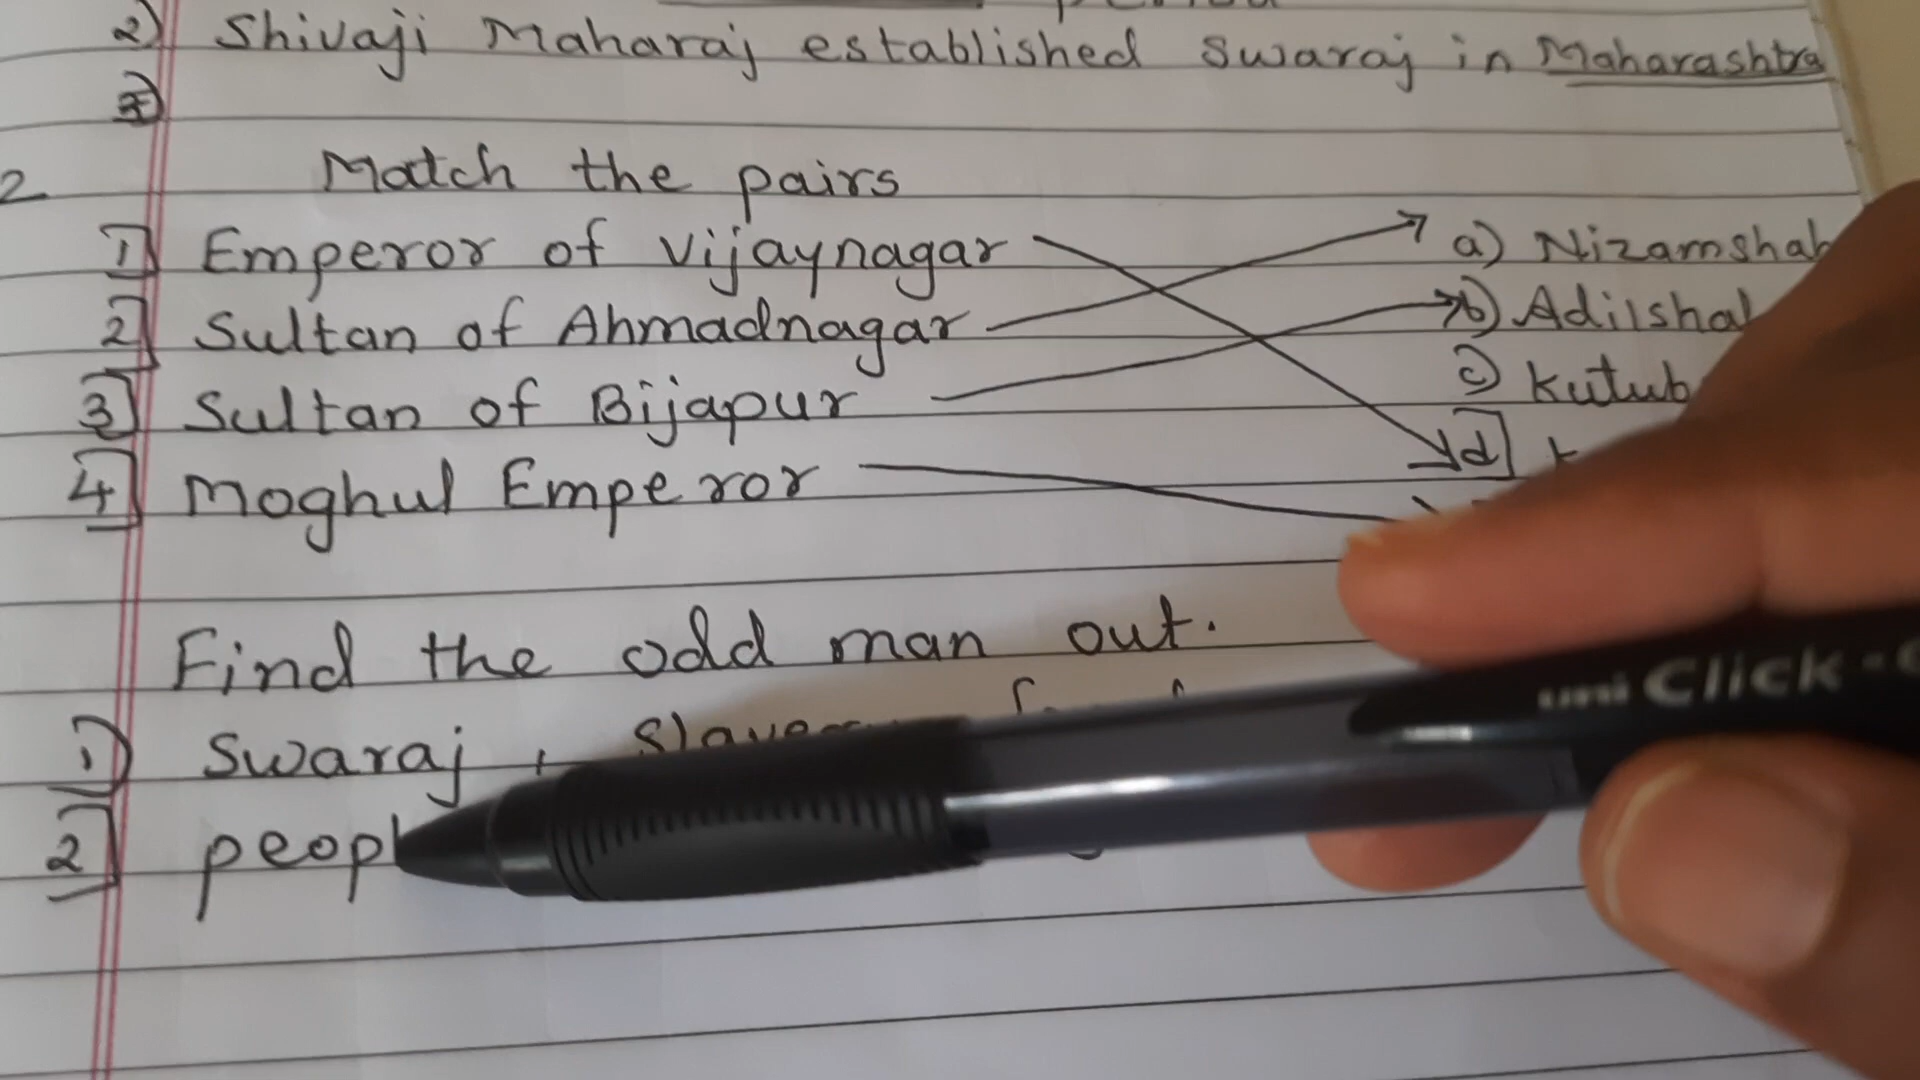 2) Shivaji Maharaj established Swaraj in Maharashtra
3)
2 Match the pairs
1] Emperor of Vijaynagar a) Nizamshah
2] Sultan of Ahmadnagar b) Adilshah
3] Sultan of Bijapur c) Kutub
4] Moghul Emperor d]
Find the odd man out.
1) Swaraj,
2]
uni Click